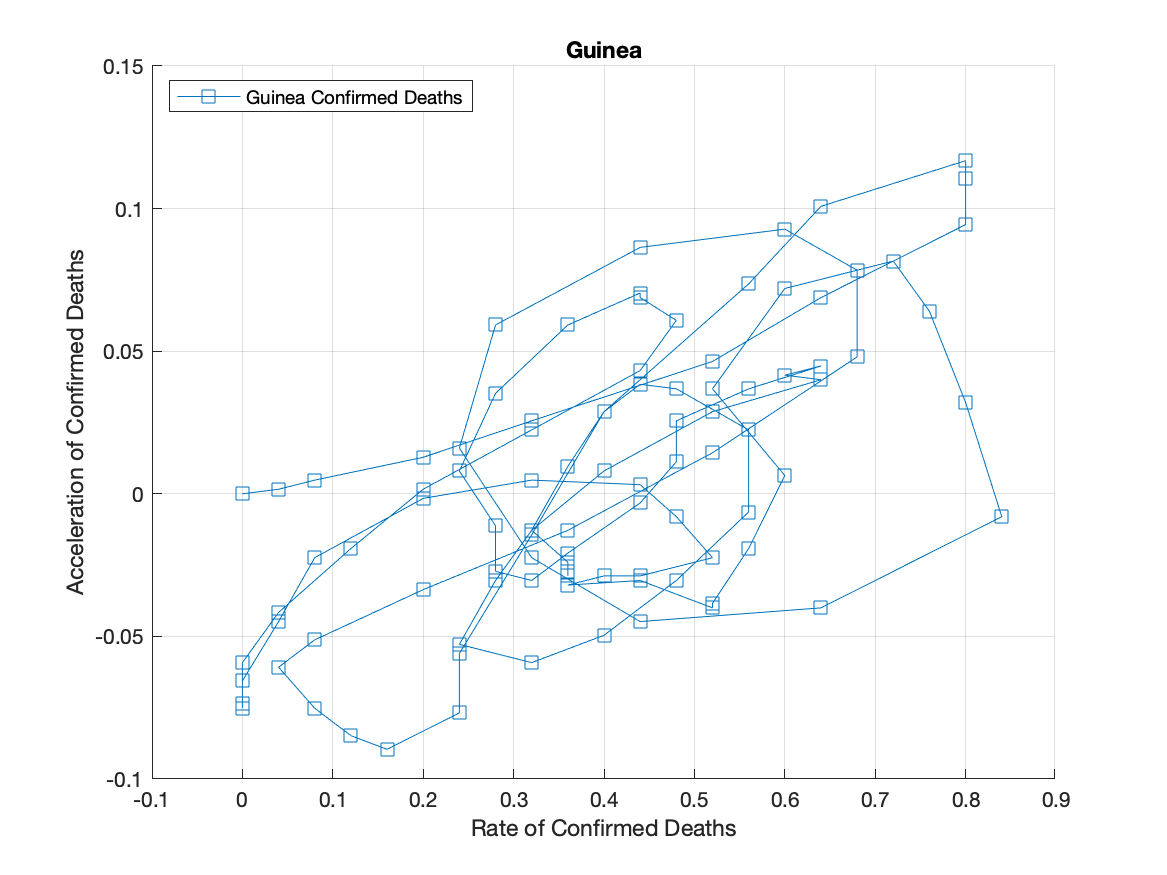 Guinea
Guinea Confirmed Deaths
0.15
0.1
0.05
0
-0.05
-0.1
Acceleration of Confirmed Deaths
-0.1 0 0.1 0.2 0.3 0.4 0.5 0.6 0.7 0.8 0.9
Rate of Confirmed Deaths